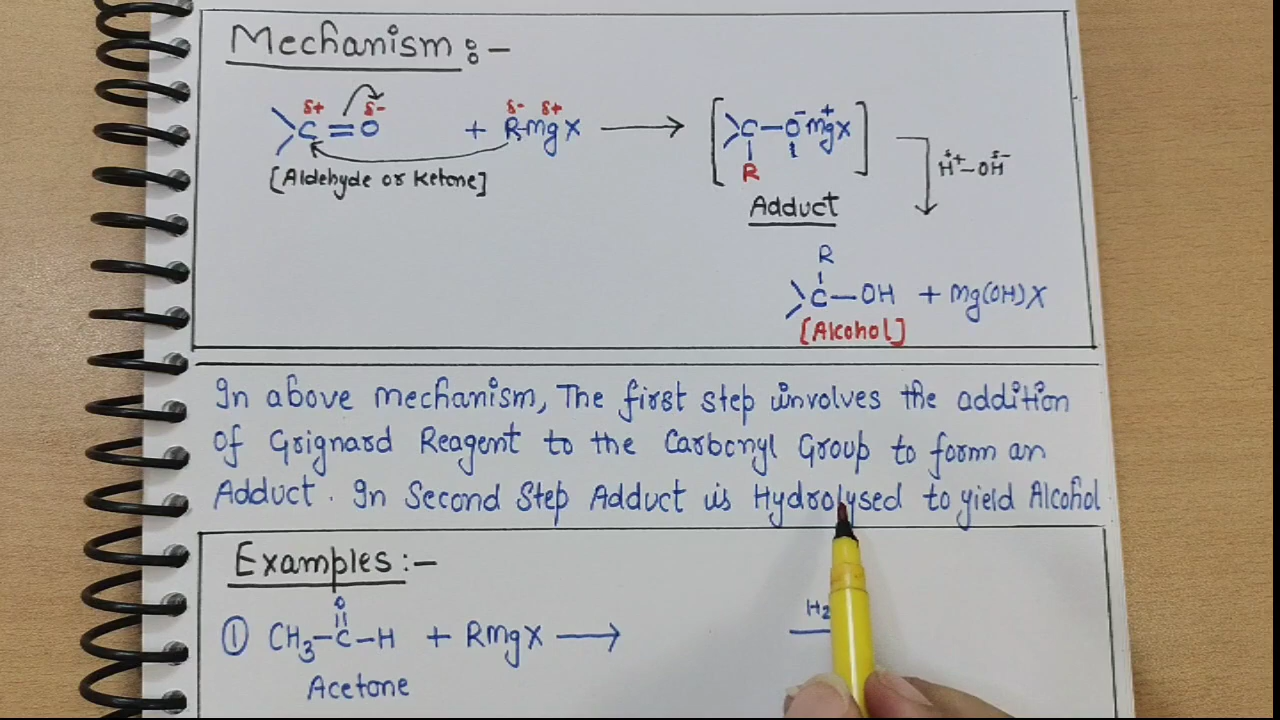 Mechanism:-
δ+ δ- δ- δ+
C=O + RMgX ⟶ [C-O⁻Mg⁺X]
R
[Aldehyde or Ketone]
Adduct
H^δ+-OH^δ-
R
C-OH + Mg(OH)X
[Alcohol]
In above mechanism, The first step involves the addition
of Grignard Reagent to the Carbonyl Group to form an
Adduct. In Second Step Adduct is Hydrolysed to yield Alcohol
Examples:-
O
① CH₃-C-H + RMgX ⟶
Acetone